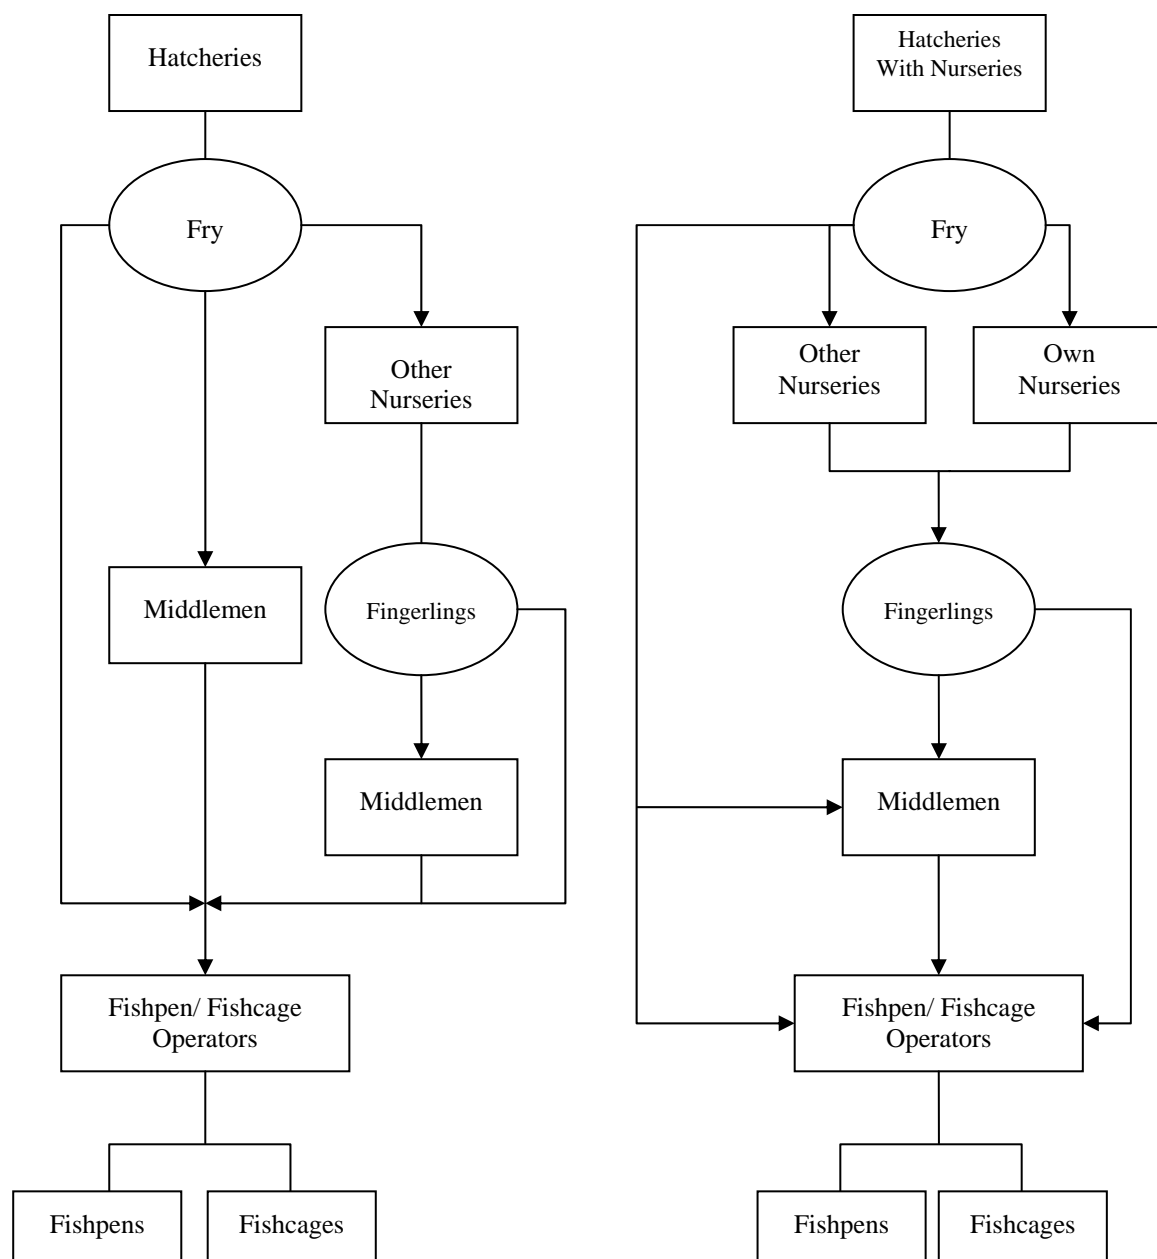 Hatcheries
Fry
Other
Nurseries
Middlemen
Fingerlings
Middlemen
Fishpen/ Fishcage
Operators
Fishpens
Fishcages
Hatcheries
With Nurseries
Fry
Other
Nurseries
Own
Nurseries
Fingerlings
Middlemen
Fishpen/ Fishcage
Operators
Fishpens
Fishcages